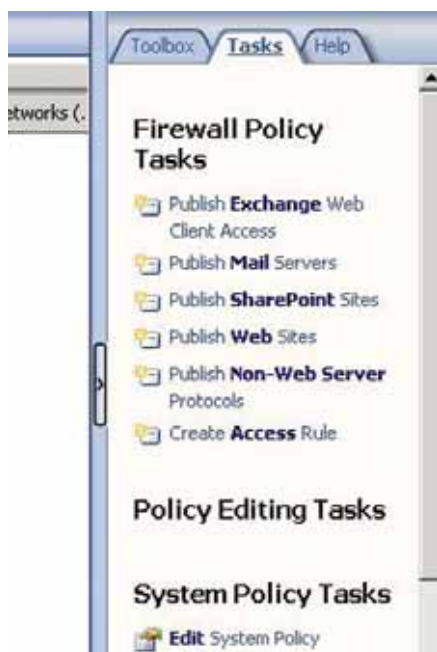 Toolbox Tasks Help
etworks (.
Firewall Policy
Tasks
Publish Exchange Web
Client Access
Publish Mail Servers
Publish SharePoint Sites
Publish Web Sites
Publish Non-Web Server
Protocols
Create Access Rule
Policy Editing Tasks
System Policy Tasks
Edit System Policy